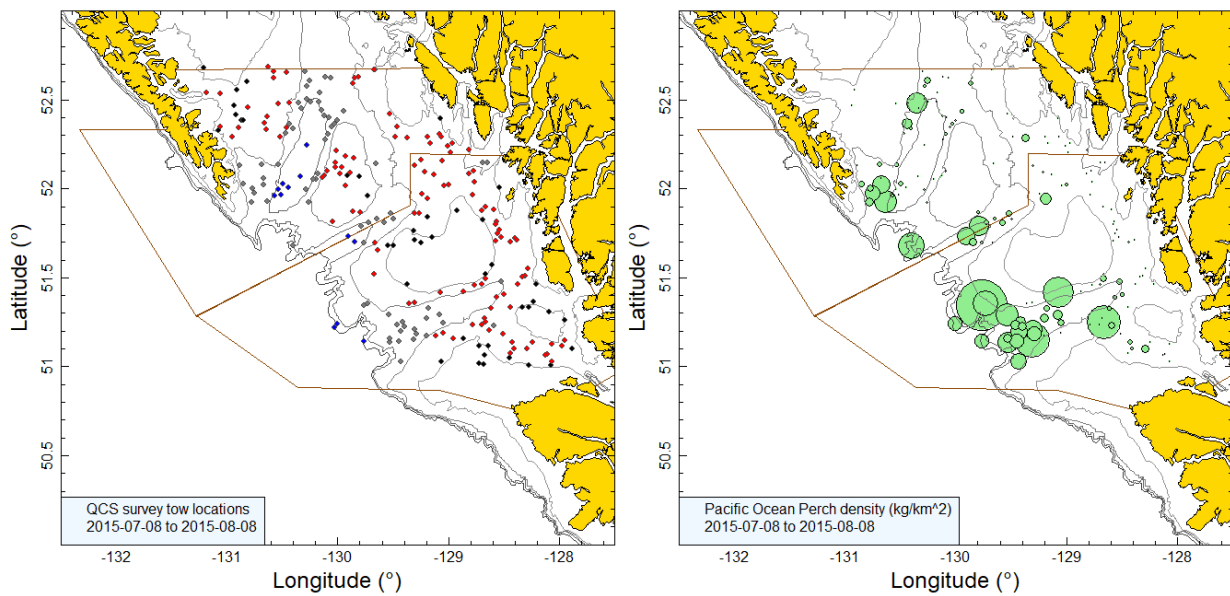 52.5
52
51.5
51
50.5
Latitude (°)
QCS survey tow locations
2015-07-08 to 2015-08-08
-132
-131
-130
-129
-128
Longitude (°)
52.5
52
51.5
51
50.5
Latitude (°)
Pacific Ocean Perch density (kg/km^2)
2015-07-08 to 2015-08-08
-132
-131
-130
-129
-128
Longitude (°)